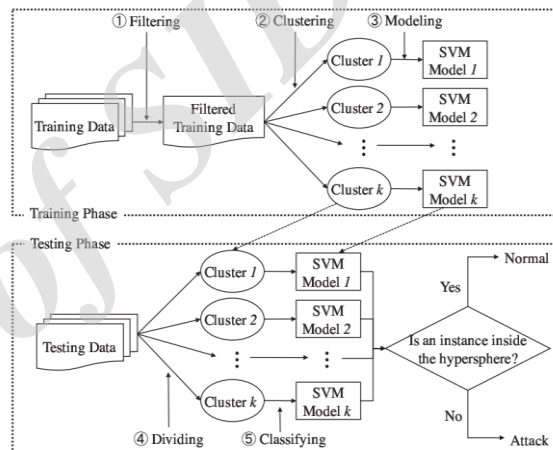 ① Filtering
② Clustering
③ Modeling
Training Data
Filtered
Training Data
Cluster 1
SVM
Model 1
Cluster 2
SVM
Model 2
Cluster k
SVM
Model k
Training Phase
Testing Phase
Testing Data
Cluster 1
SVM
Model 1
Cluster 2
SVM
Model 2
Cluster k
SVM
Model k
④ Dividing
⑤ Classifying
Is an instance inside
the hypersphere?
Yes
Normal
No
Attack